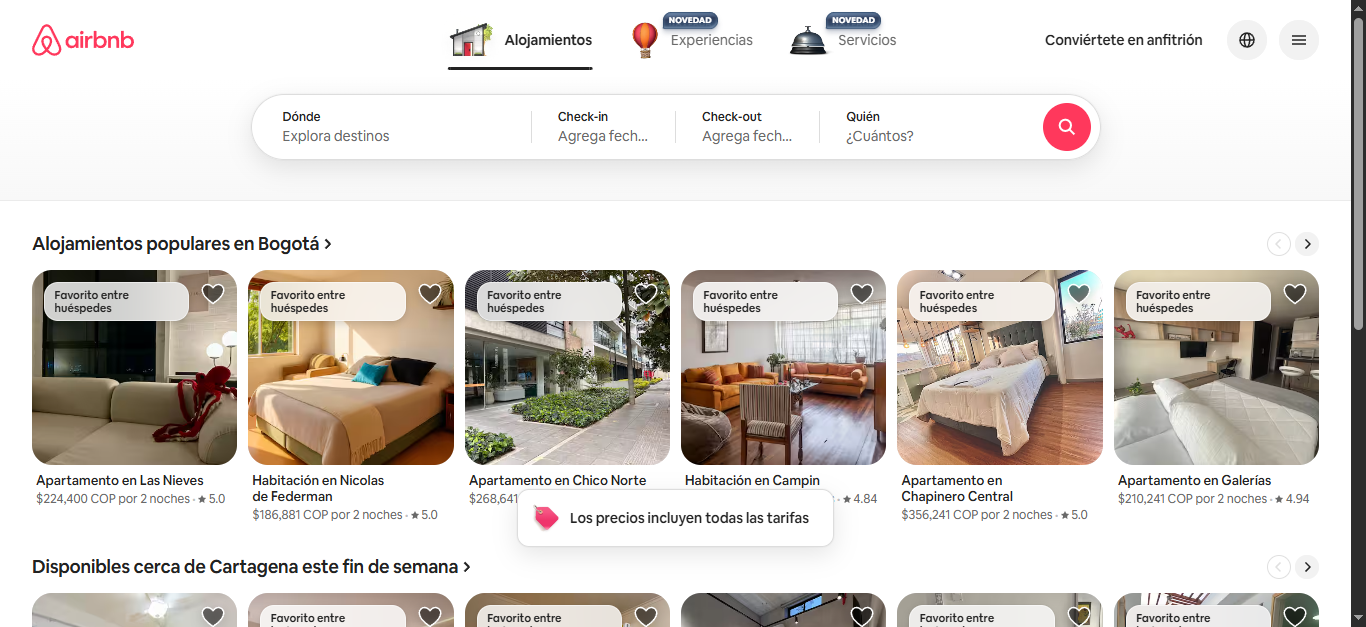 airbnb
Alojamientos
NOVEDAD
Experiencias
NOVEDAD
Servicios
Conviértete en anfitrión
Dónde
Explora destinos
Check-in
Agrega fech...
Check-out
Agrega fech...
Quién
¿Cuántos?
Alojamientos populares en Bogotá
Favorito entre
huéspedes
Favorito entre
huéspedes
Favorito entre
huéspedes
Favorito entre
huéspedes
Favorito entre
huéspedes
Favorito entre
huéspedes
Apartamento en Las Nieves
$224,400 COP por 2 noches · ★ 5.0
Habitación en Nicolas
de Federman
$186,881 COP por 2 noches · ★ 5.0
Apartamento en Chico Norte
$268,641
Habitación en Campin
· ★ 4.84
Apartamento en
Chapinero Central
$356,241 COP por 2 noches · ★ 5.0
Apartamento en Galerías
$210,241 COP por 2 noches · ★ 4.94
Los precios incluyen todas las tarifas
Disponibles cerca de Cartagena este fin de semana
Favorito entre
Favorito entre
Favorito entre
Favorito entre